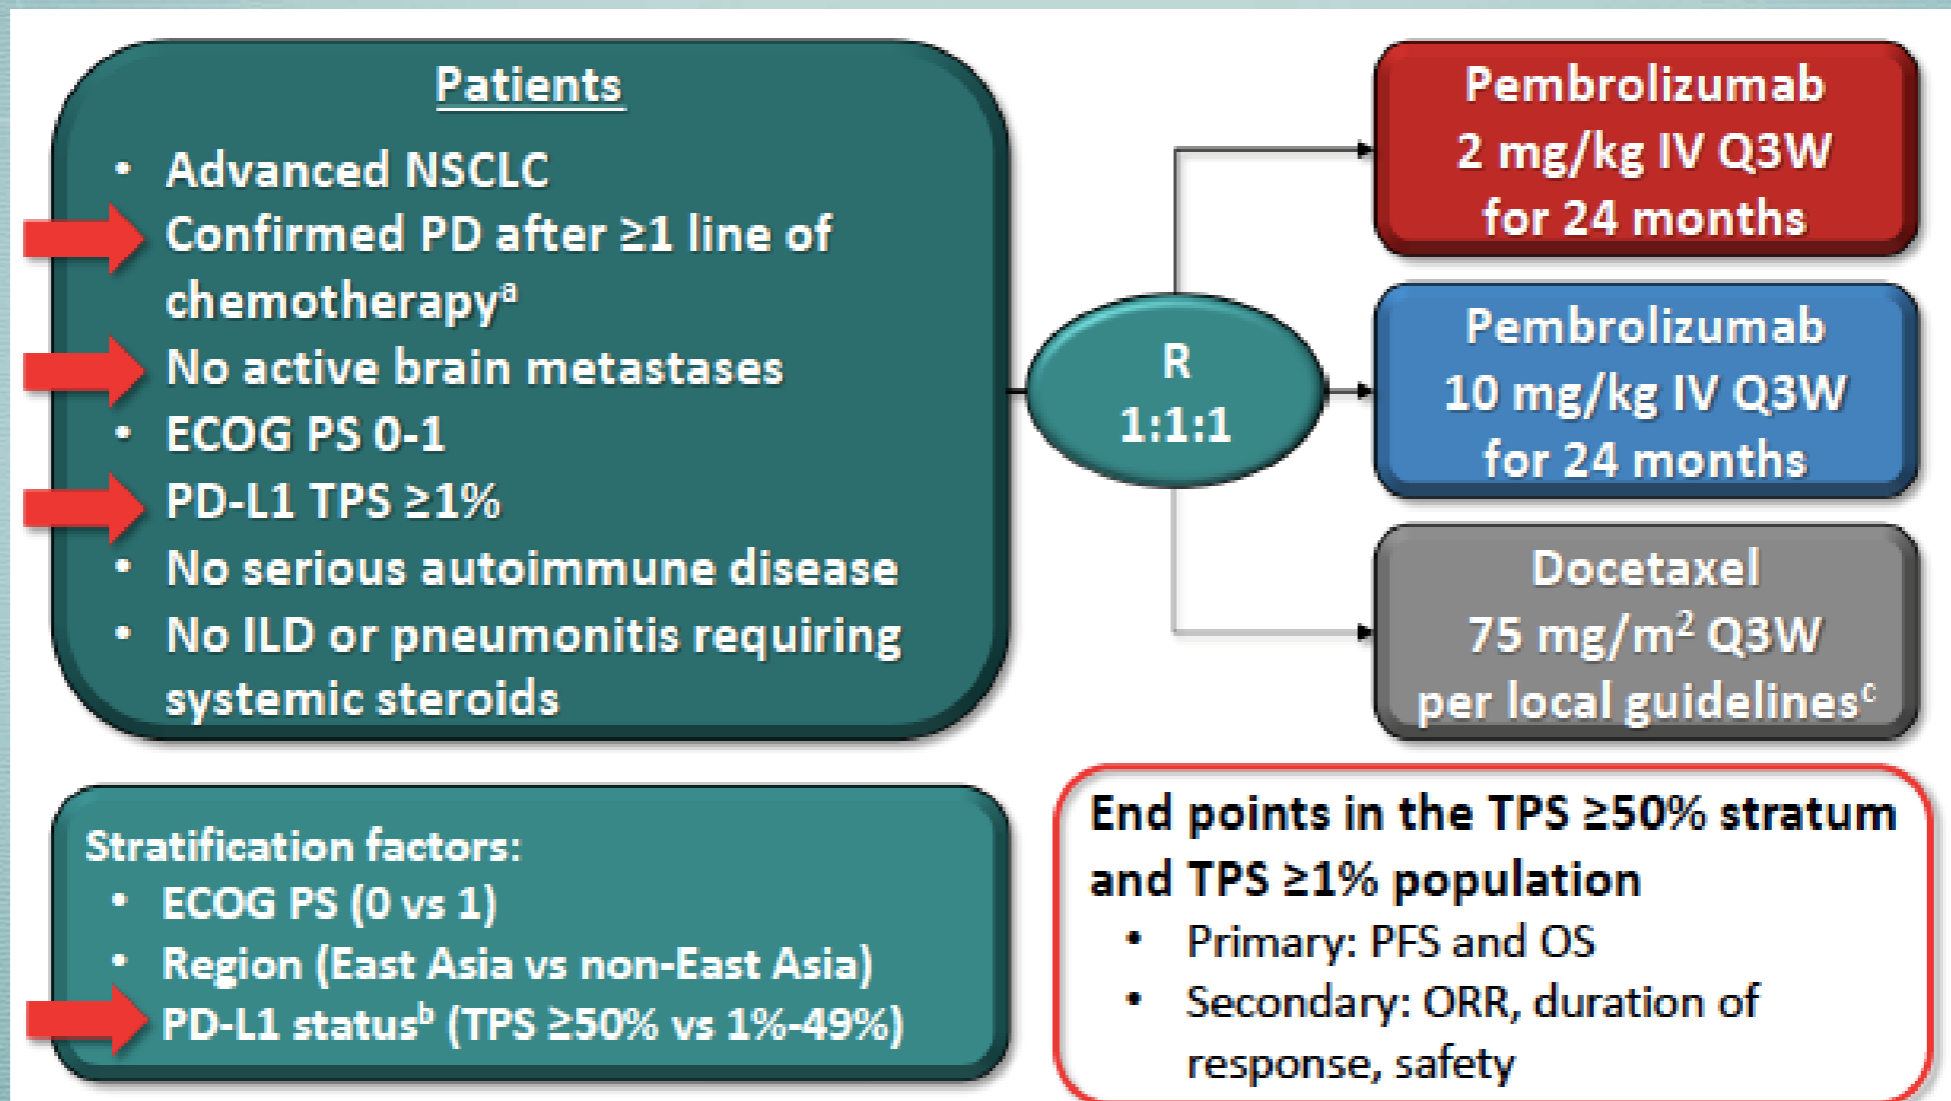 Patients
• Advanced NSCLC
Confirmed PD after ≥1 line of
chemotherapyᵃ
No active brain metastases
• ECOG PS 0-1
PD-L1 TPS ≥1%
• No serious autoimmune disease
• No ILD or pneumonitis requiring
systemic steroids
R
1:1:1
Pembrolizumab
2 mg/kg IV Q3W
for 24 months
Pembrolizumab
10 mg/kg IV Q3W
for 24 months
Docetaxel
75 mg/m² Q3W
per local guidelinesᶜ
Stratification factors:
• ECOG PS (0 vs 1)
• Region (East Asia vs non-East Asia)
PD-L1 statusᵇ (TPS ≥50% vs 1%-49%)
End points in the TPS ≥50% stratum
and TPS ≥1% population
• Primary: PFS and OS
• Secondary: ORR, duration of
response, safety